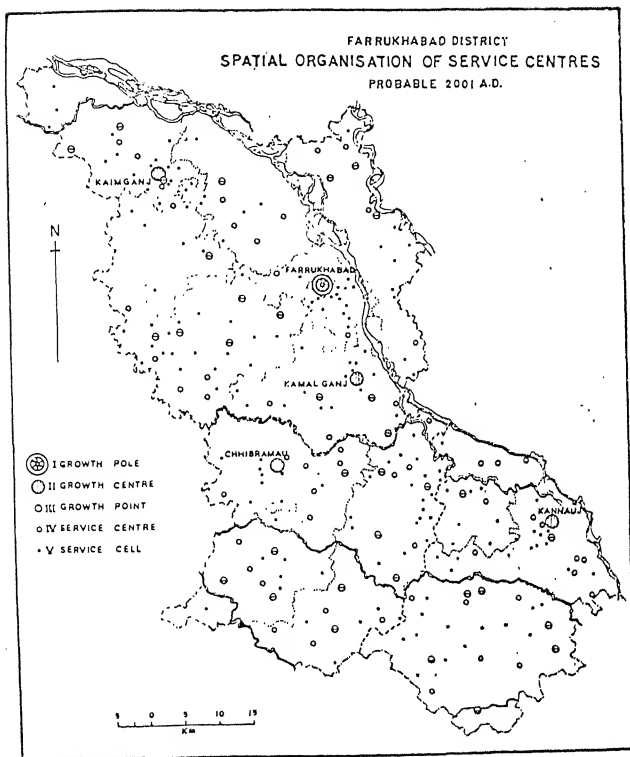 FARRUKHABAD DISTRICT
SPATIAL ORGANISATION OF SERVICE CENTRES
PROBABLE 2001 A.D.
KAIMGANJ
N
FARRUKHABAD
KAMALGANJ
CHHIBRAMAU
KANNAUJ
I GROWTH POLE
II GROWTH CENTRE
III GROWTH POINT
IV SERVICE CENTRE
V SERVICE CELL
5 0 5 10 15
Km